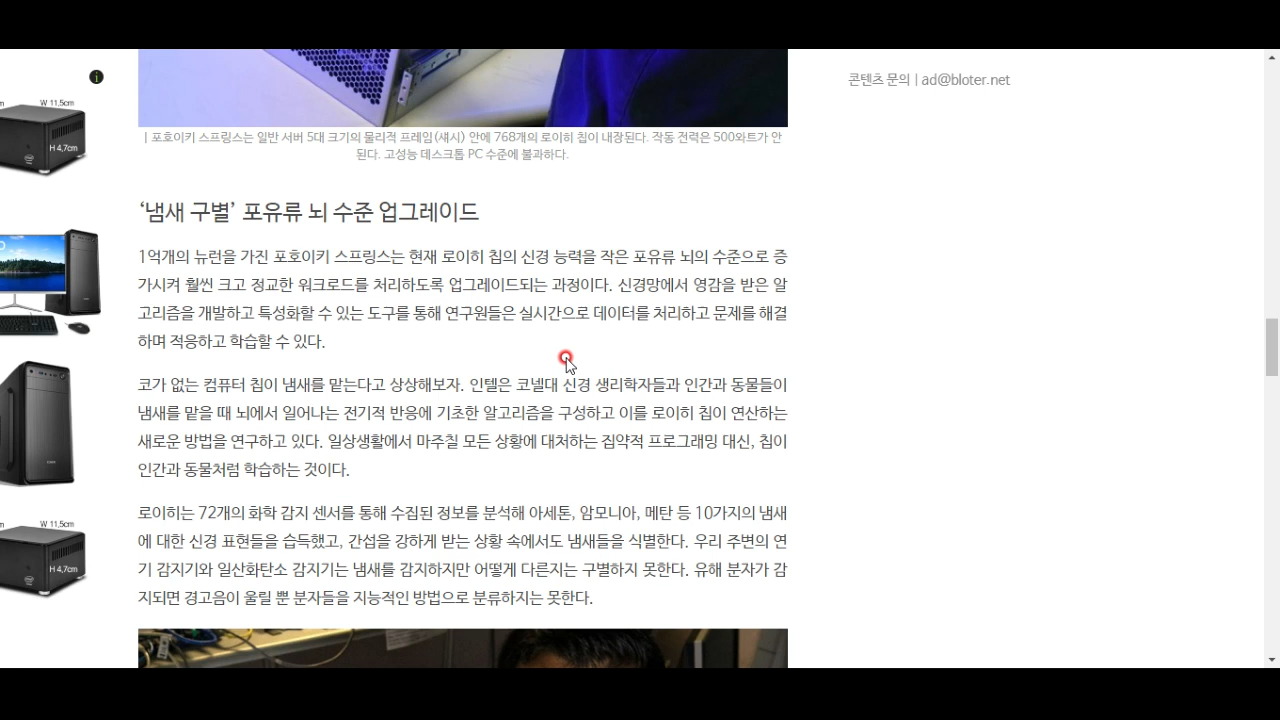 콘텐츠 문의 | ad@bloter.net
W 11,5cm
H 4,7cm
| 포호이키 스프링스는 일반 서버 5대 크기의 물리적 프레임(섀시) 안에 768개의 로이히 칩이 내장된다. 작동 전력은 500와트가 안
된다. 고성능 데스크톱 PC 수준에 불과하다.
‘냄새 구별’ 포유류 뇌 수준 업그레이드
1억개의 뉴런을 가진 포호이키 스프링스는 현재 로이히 칩의 신경 능력을 작은 포유류 뇌의 수준으로 증
가시켜 훨씬 크고 정교한 워크로드를 처리하도록 업그레이드되는 과정이다. 신경망에서 영감을 받은 알
고리즘을 개발하고 특성화할 수 있는 도구를 통해 연구원들은 실시간으로 데이터를 처리하고 문제를 해결
하며 적응하고 학습할 수 있다.
코가 없는 컴퓨터 칩이 냄새를 맡는다고 상상해보자. 인텔은 코넬대 신경 생리학자들과 인간과 동물들이
냄새를 맡을 때 뇌에서 일어나는 전기적 반응에 기초한 알고리즘을 구성하고 이를 로이히 칩이 연산하는
새로운 방법을 연구하고 있다. 일상생활에서 마주칠 모든 상황에 대처하는 집약적 프로그래밍 대신, 칩이
인간과 동물처럼 학습하는 것이다.
로이히는 72개의 화학 감지 센서를 통해 수집된 정보를 분석해 아세톤, 암모니아, 메탄 등 10가지의 냄새
에 대한 신경 표현들을 습득했고, 간섭을 강하게 받는 상황 속에서도 냄새들을 식별한다. 우리 주변의 연
기 감지기와 일산화탄소 감지기는 냄새를 감지하지만 어떻게 다른지는 구별하지 못한다. 유해 분자가 감
지되면 경고음이 울릴 뿐 분자들을 지능적인 방법으로 분류하지는 못한다.
W 11,5cm
H 4,7cm